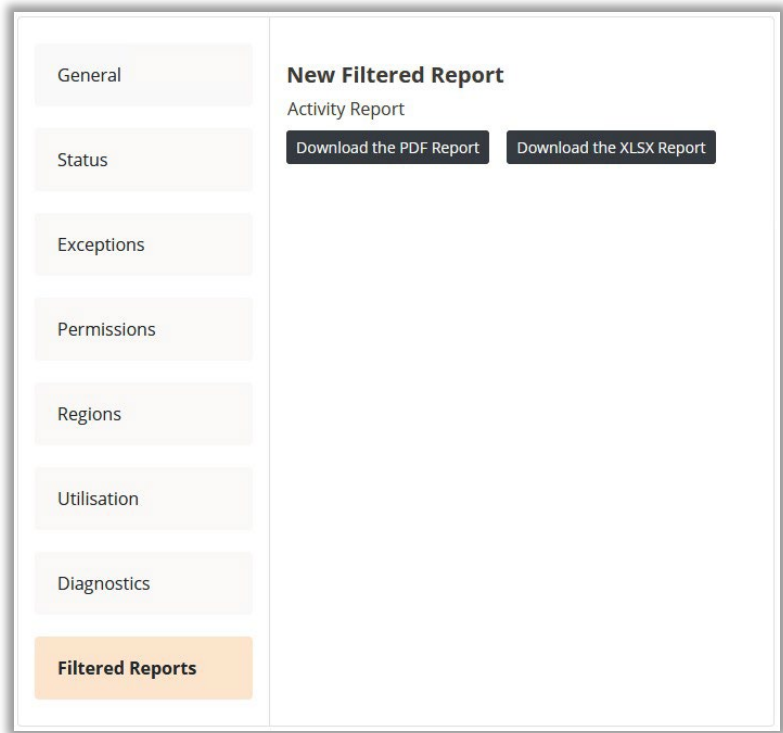 General
Status
Exceptions
Permissions
Regions
Utilisation
Diagnostics
Filtered Reports
New Filtered Report
Activity Report
Download the PDF Report
Download the XLSX Report